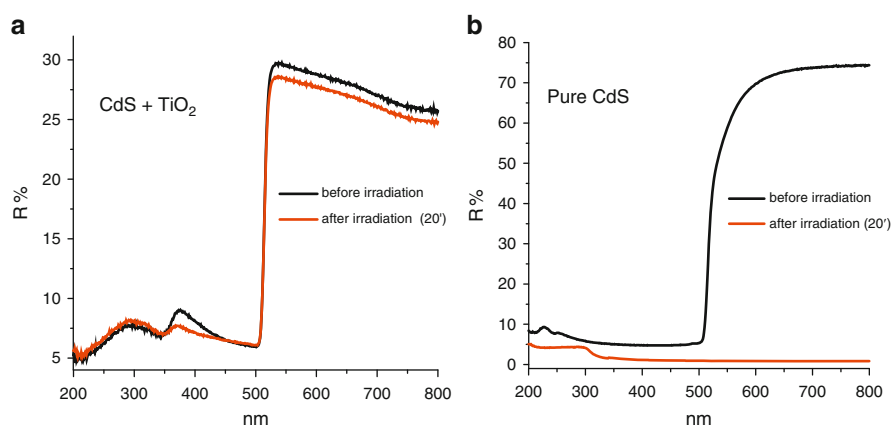 a
CdS + TiO₂
before irradiation
after irradiation (20')
R %
30
25
20
15
10
5
200 300 400 500 600 700 800
nm
b
Pure CdS
before irradiation
after irradiation (20')
R %
80
70
60
50
40
30
20
10
0
200 300 400 500 600 700 800
nm